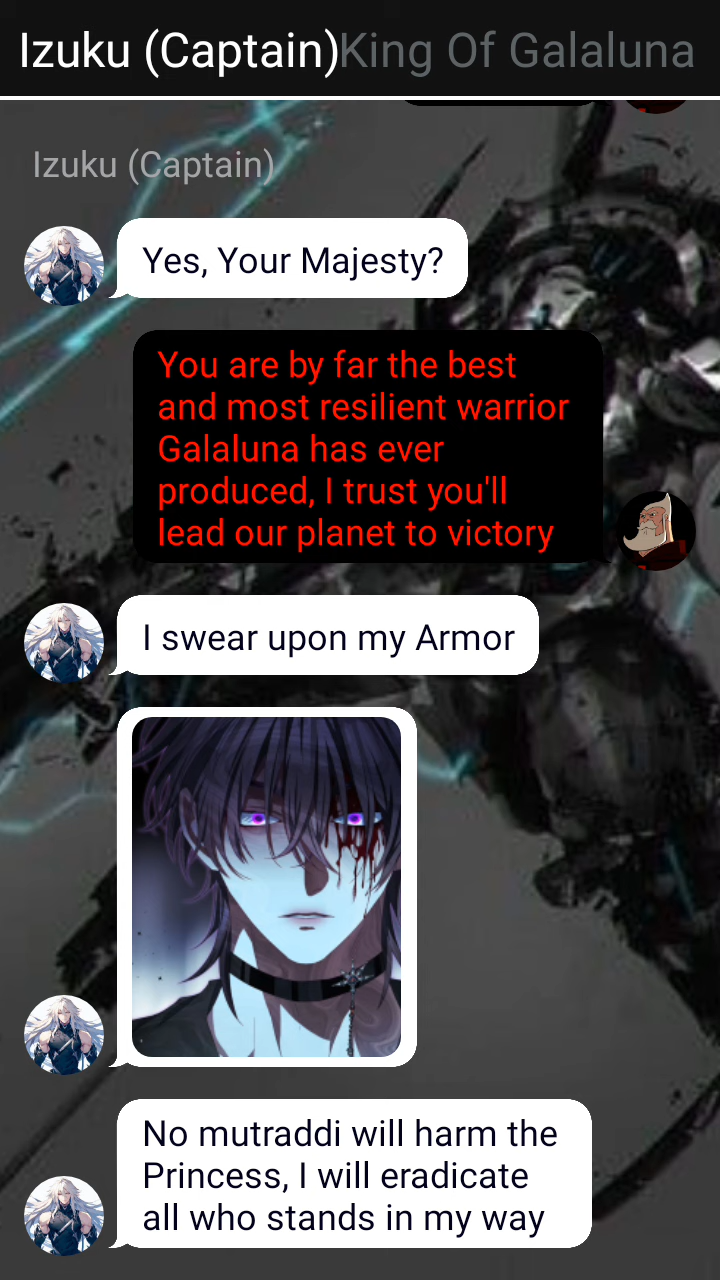 Izuku (Captain) King Of Galaluna
Izuku (Captain)
Yes, Your Majesty?
You are by far the best
and most resilient warrior
Galaluna has ever
produced, I trust you'll
lead our planet to victory
I swear upon my Armor
No mutraddi will harm the
Princess, I will eradicate
all who stands in my way